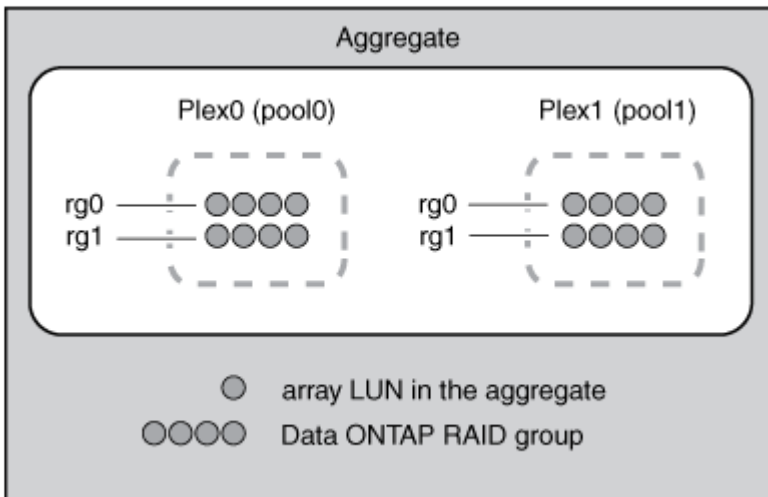 Aggregate
Plex0 (pool0) Plex1 (pool1)
rg0 rg0
rg1 rg1
array LUN in the aggregate
Data ONTAP RAID group